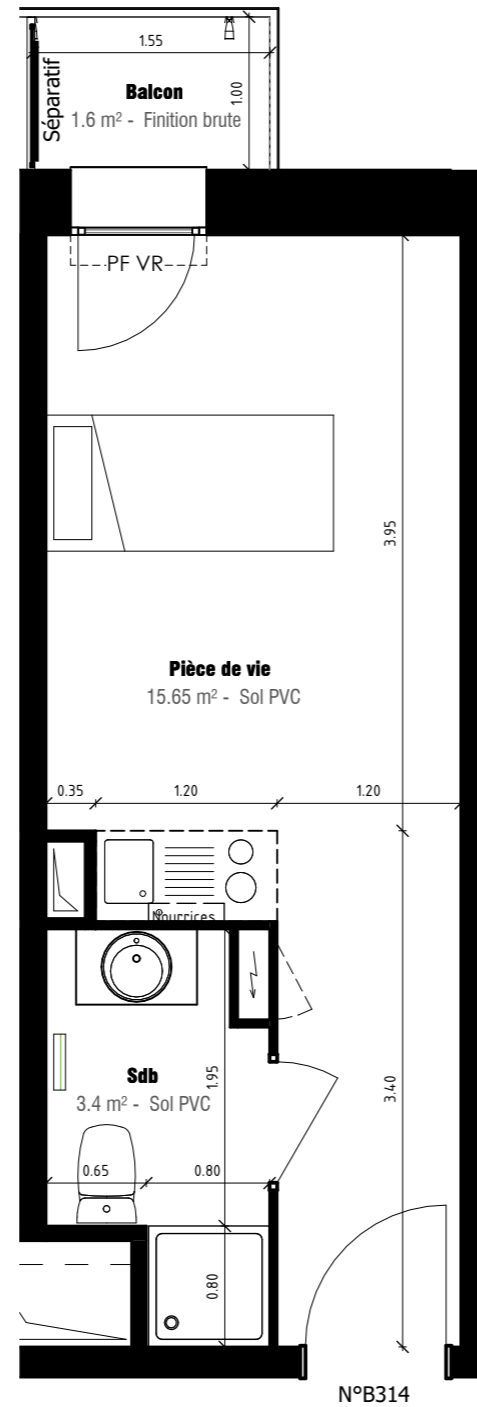 1.55
Balcon
1.6 m² - Finition brute
Séparatif
1.00
PF VR
3.95
Pièce de vie
15.65 m² - Sol PVC
0.35
1.20
1.20
Nourrices
Sdb
3.4 m² - Sol PVC
1.95
3.40
0.65
0.80
0.80
N°B314